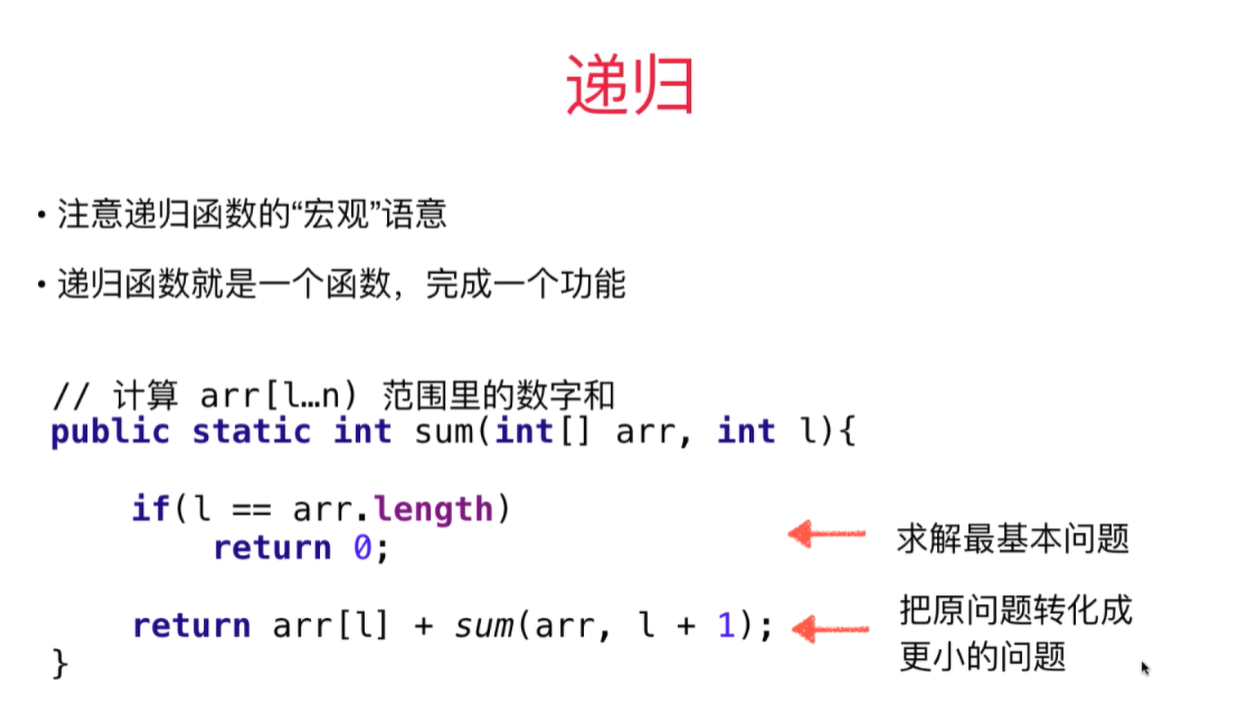 递归
• 注意递归函数的“宏观”语意
• 递归函数就是一个函数，完成一个功能
// 计算 arr[l…n) 范围里的数字和
public static int sum(int[] arr, int l){
if(l == arr.length)
return 0;
求解最基本问题
return arr[l] + sum(arr, l + 1);
把原问题转化成
更小的问题
}